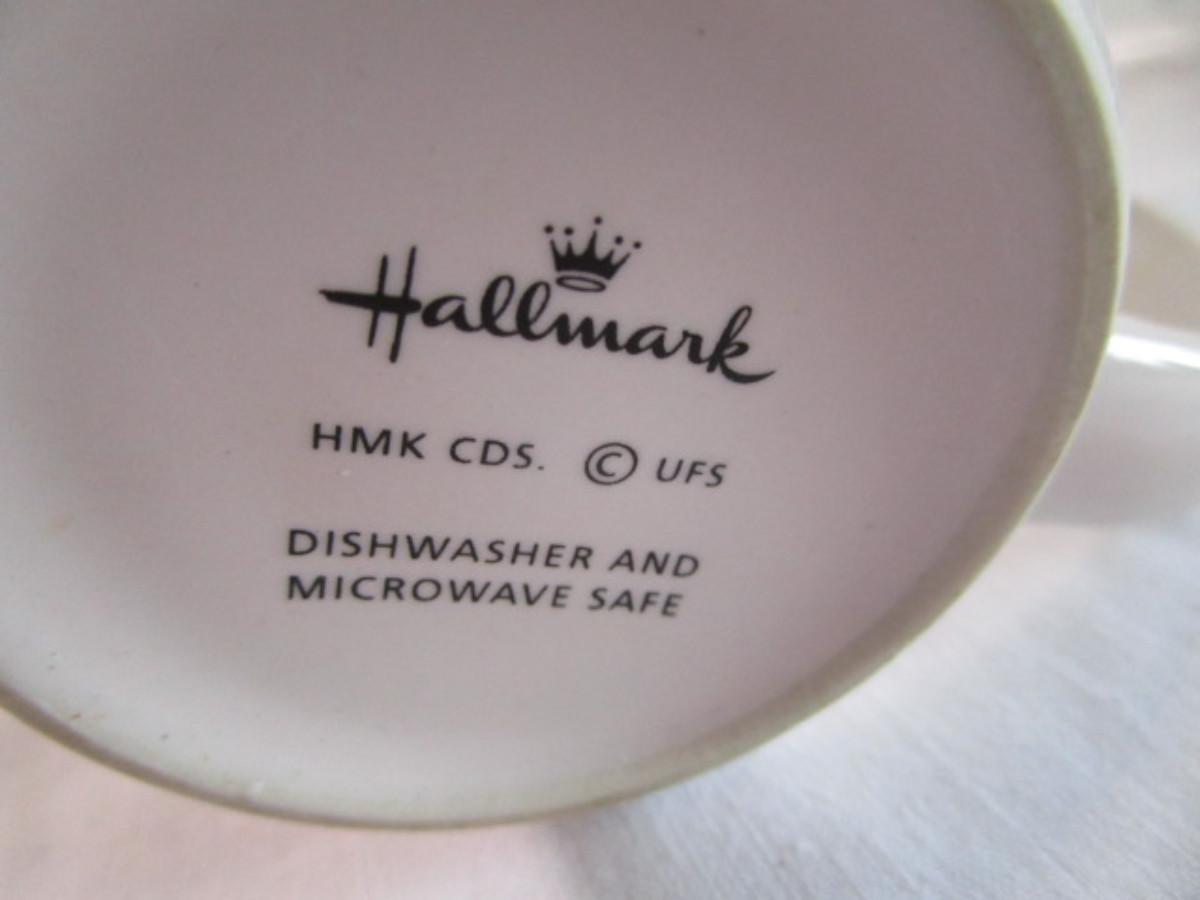 Hallmark
HMK CDS. © UFS
DISHWASHER AND
MICROWAVE SAFE